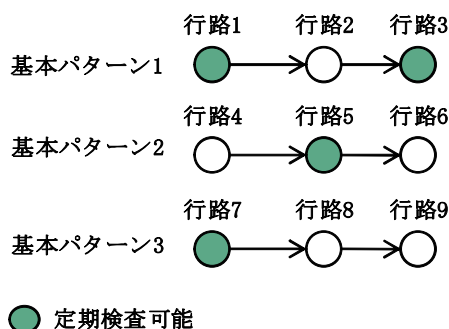 行路1 行路2 行路3
基本パターン1
行路4 行路5 行路6
基本パターン2
行路7 行路8 行路9
基本パターン3
定期検査可能